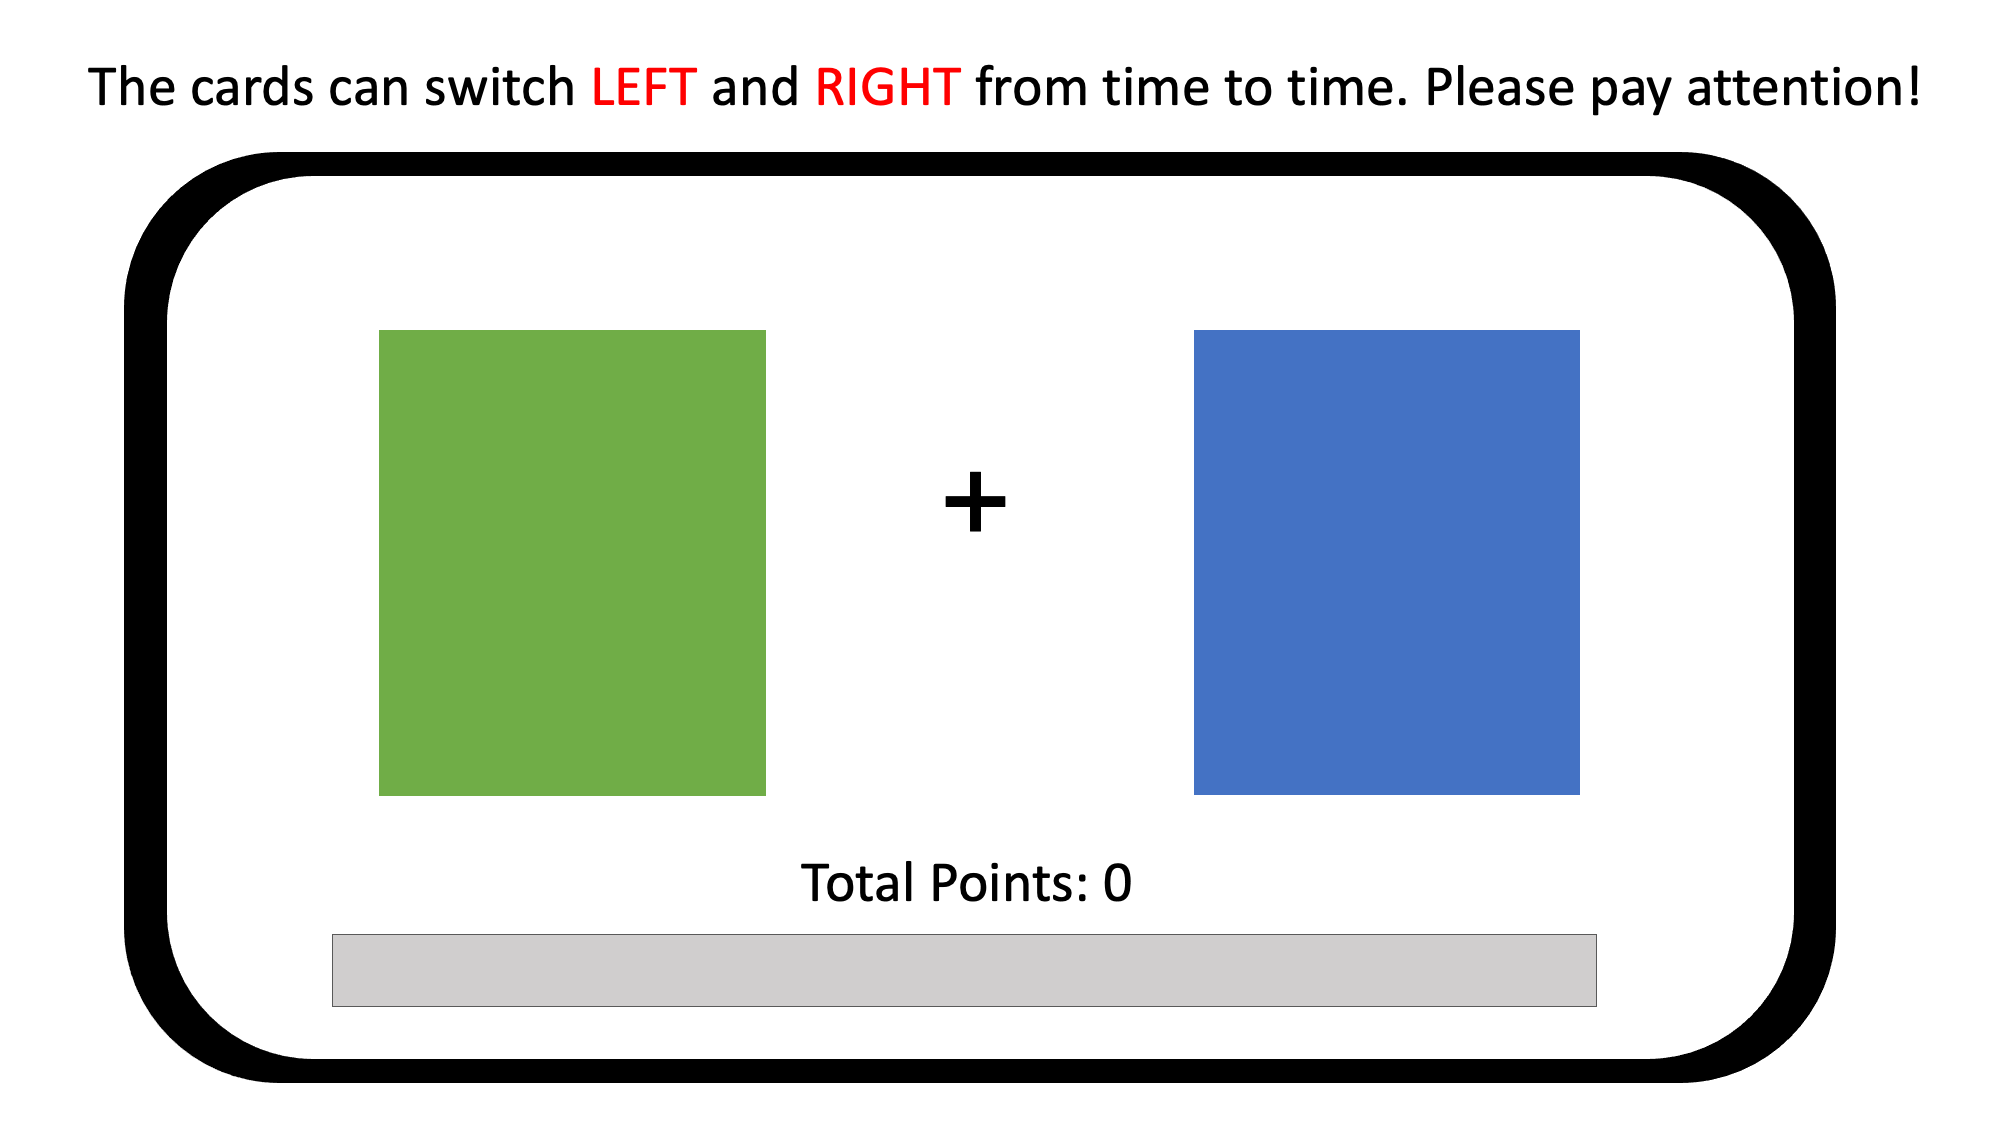 The cards can switch LEFT and RIGHT from time to time. Please pay attention!
+
Total Points: 0